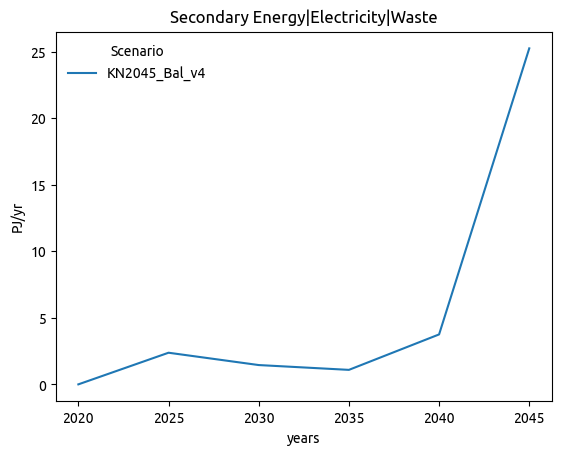 Secondary Energy|Electricity|Waste
Scenario
KN2045_Bal_v4
PJ/yr
25
20
15
10
5
0
2020 2025 2030 2035 2040 2045
years